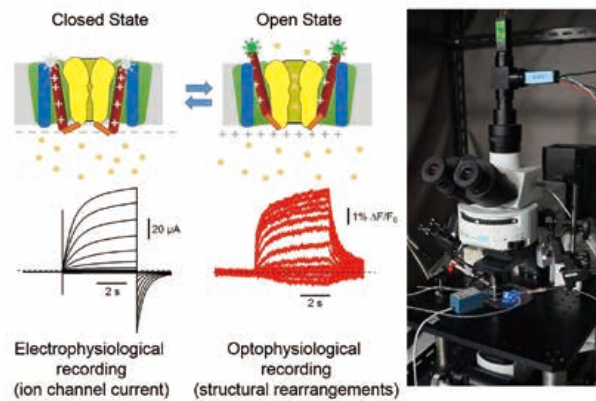 Closed State
Open State
20 µA
1% ΔF/F₀
2 s
2 s
Electrophysiological
recording
(ion channel current)
Optophysiological
recording
(structural rearrangements)